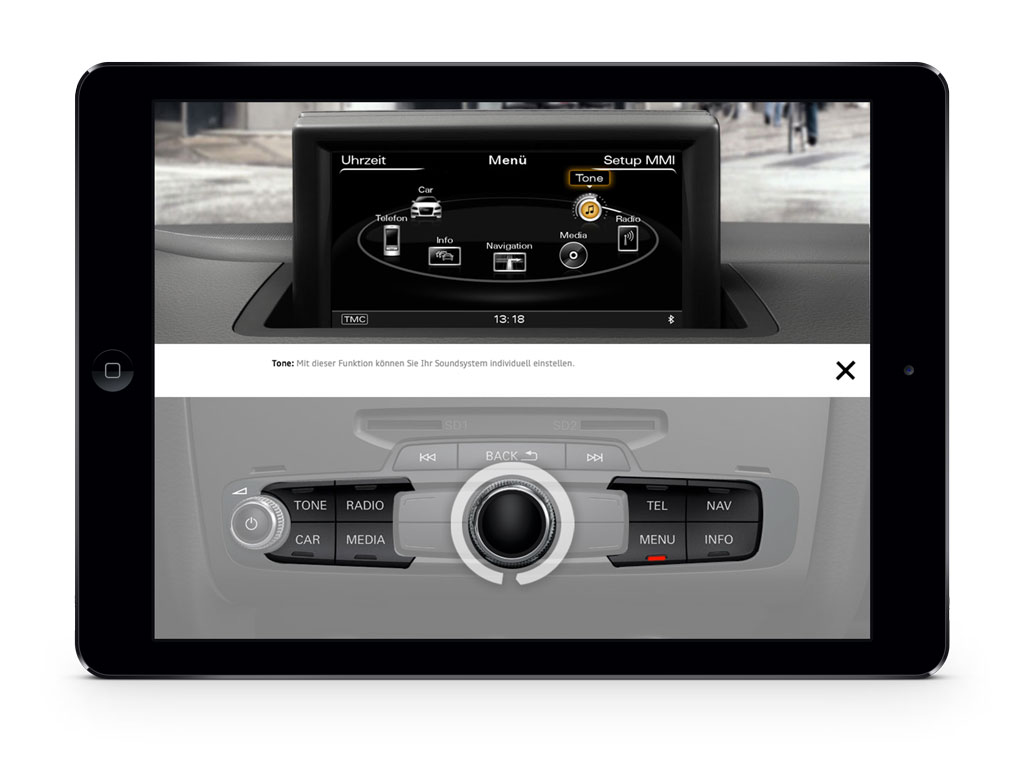 Uhrzeit Menü Setup MMI
Tone
Car
Telefon
Radio
Info
Navigation
Media
TMC 13:18
Tone: Mit dieser Funktion können Sie Ihr Soundsystem individuell einstellen.
SD1 SD2
BACK
TONE RADIO TEL NAV
CAR MEDIA MENU INFO